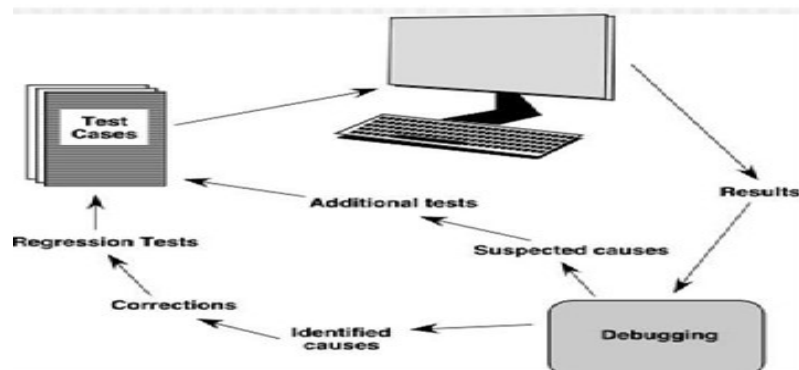 Test
Cases
Results
Additional tests
Regression Tests
Suspected causes
Corrections
Identified
causes
Debugging